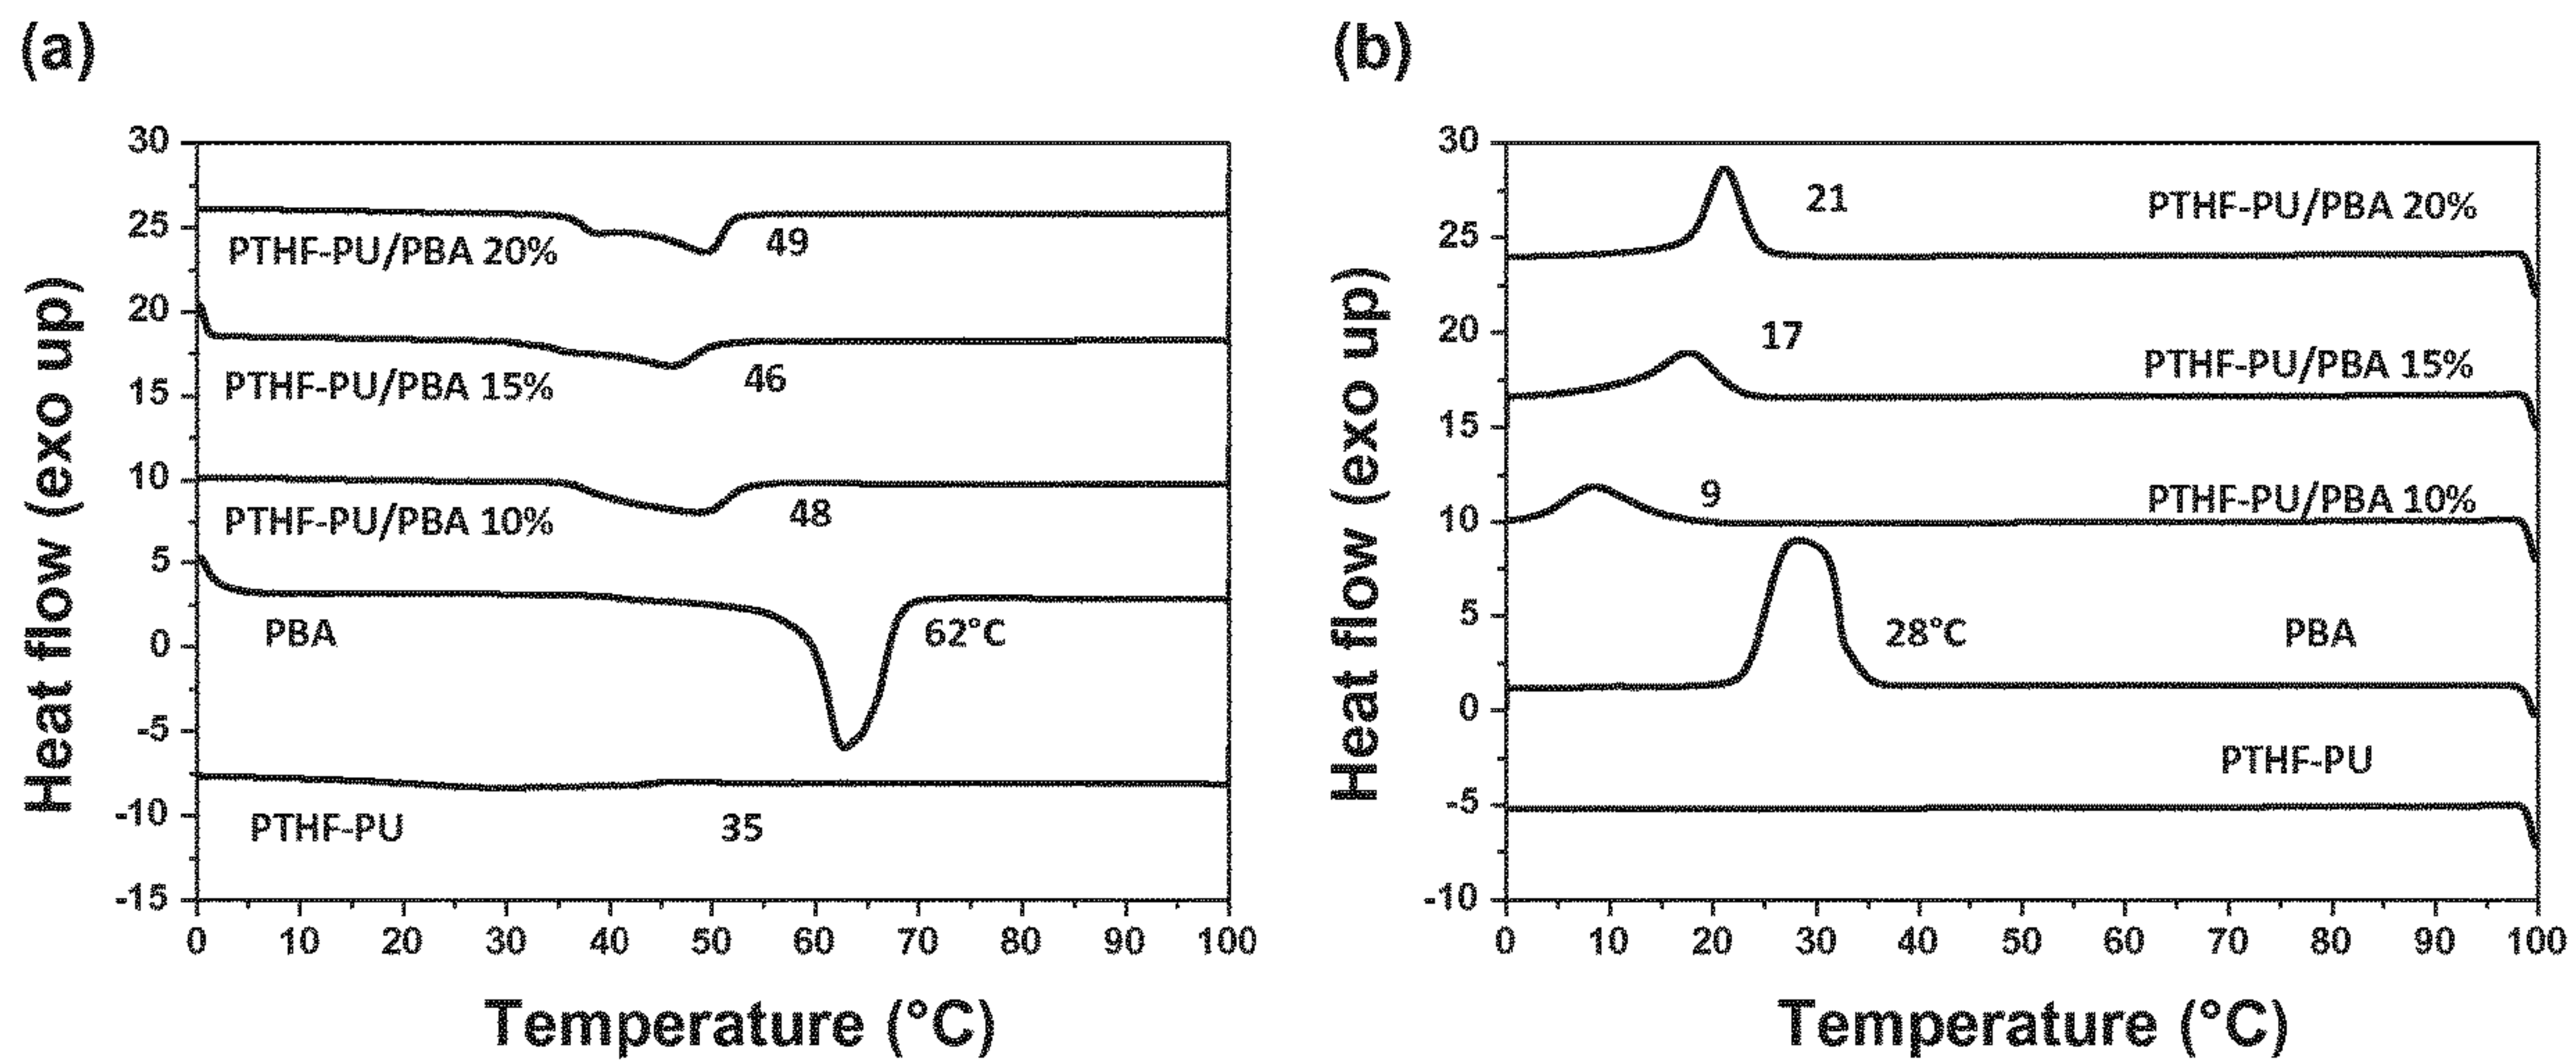 (a)
30
25
20
15
10
5
0
-5
-10
-15
Heat flow (exo up)
PTHF-PU/PBA 20%
49
PTHF-PU/PBA 15%
46
PTHF-PU/PBA 10%
48
PBA
62°C
PTHF-PU
35
0 10 20 30 40 50 60 70 80 90 100
Temperature (°C)
(b)
30
25
20
15
10
5
0
-5
-10
Heat flow (exo up)
21
PTHF-PU/PBA 20%
17
PTHF-PU/PBA 15%
9
PTHF-PU/PBA 10%
28°C
PBA
PTHF-PU
0 10 20 30 40 50 60 70 80 90 100
Temperature (°C)